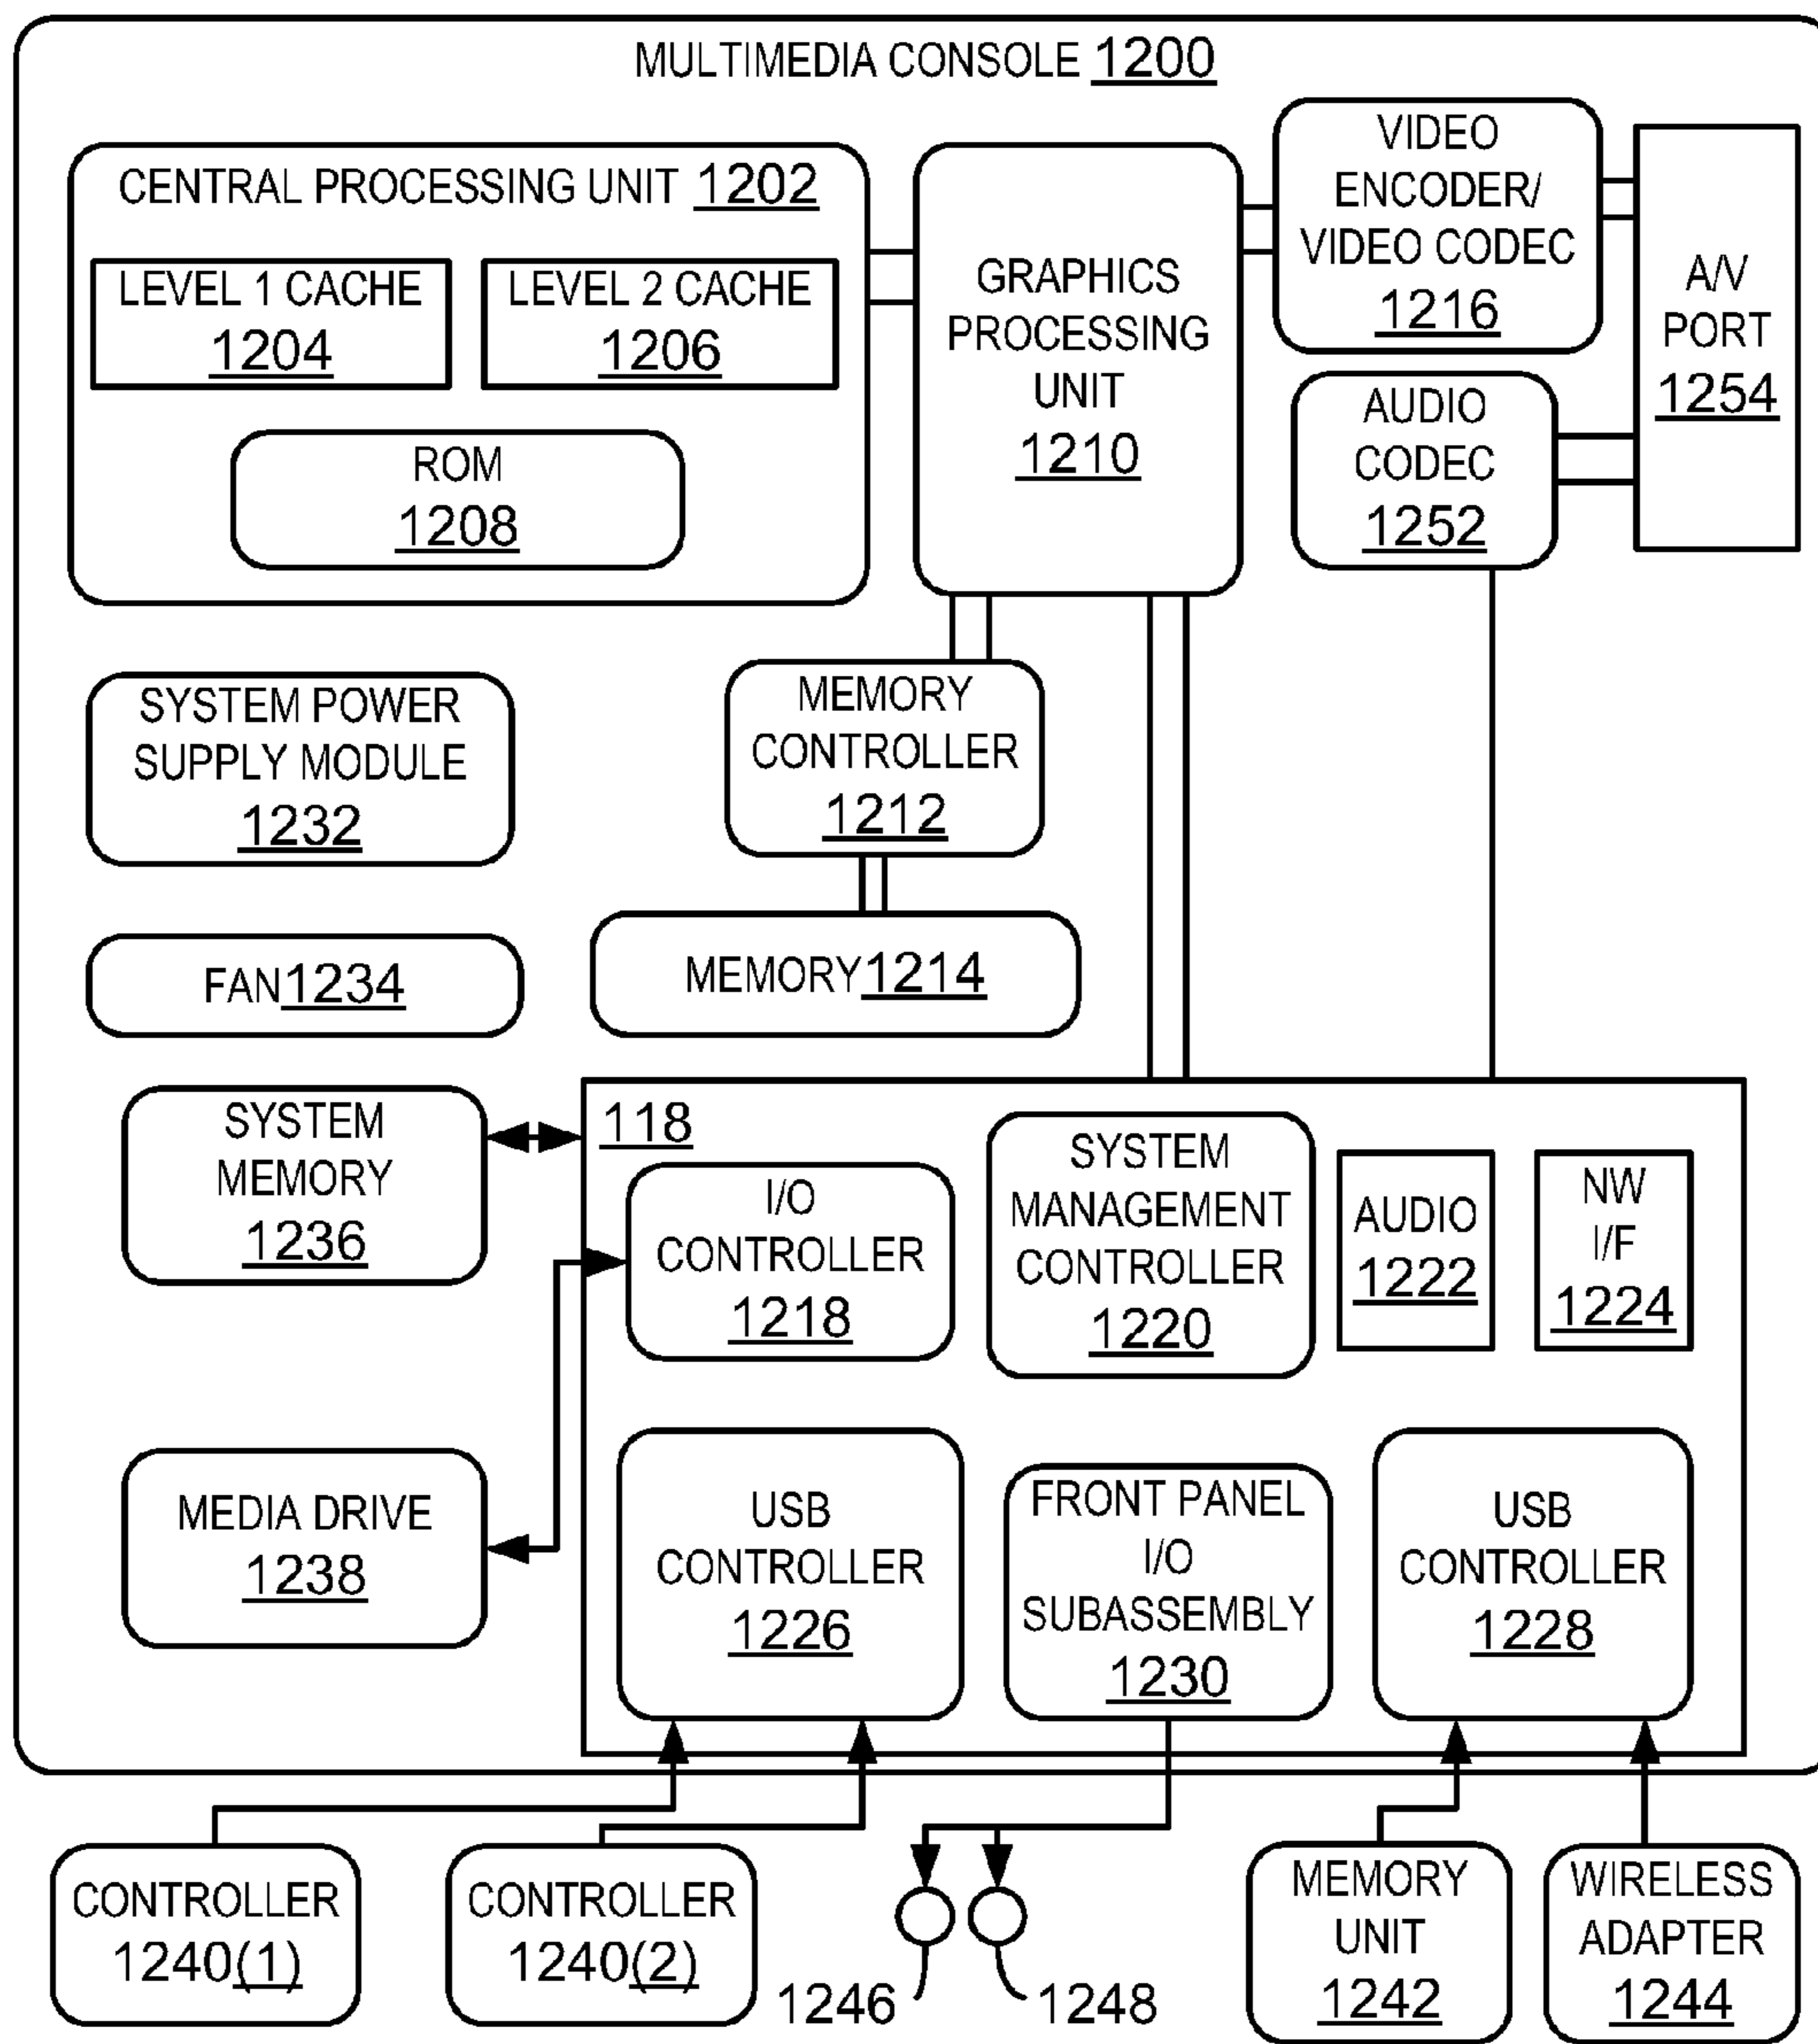 MULTIMEDIA CONSOLE 1200
CENTRAL PROCESSING UNIT 1202
LEVEL 1 CACHE
1204
LEVEL 2 CACHE
1206
ROM
1208
GRAPHICS
PROCESSING
UNIT
1210
VIDEO
ENCODER/
VIDEO CODEC
1216
A/V
PORT
1254
AUDIO
CODEC
1252
SYSTEM POWER
SUPPLY MODULE
1232
MEMORY
CONTROLLER
1212
FAN 1234
MEMORY 1214
SYSTEM
MEMORY
1236
118
I/O
CONTROLLER
1218
SYSTEM
MANAGEMENT
CONTROLLER
1220
AUDIO
1222
NW
I/F
1224
MEDIA DRIVE
1238
USB
CONTROLLER
1226
FRONT PANEL
I/O
SUBASSEMBLY
1230
USB
CONTROLLER
1228
CONTROLLER
1240(1)
CONTROLLER
1240(2)
1246
1248
MEMORY
UNIT
1242
WIRELESS
ADAPTER
1244